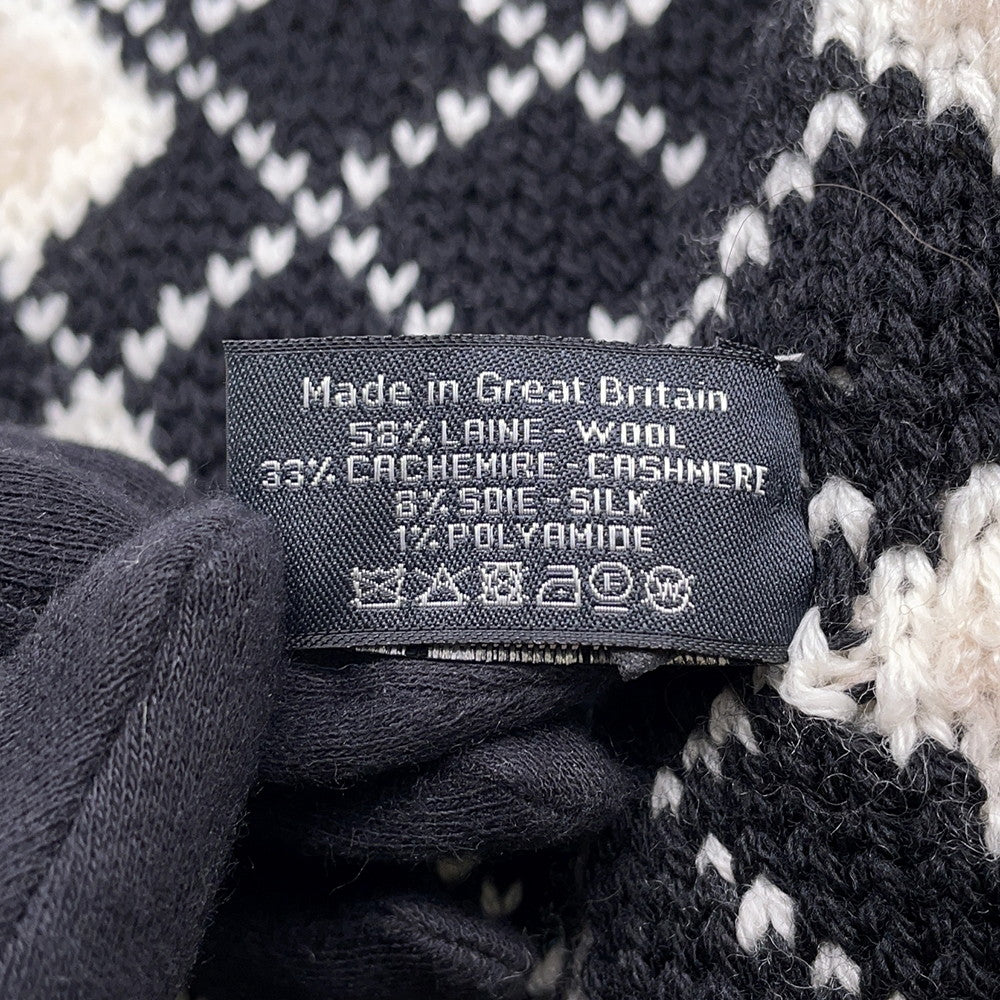 Made in Great Britain
58% LAINE - WOOL
33% CACHEMIRE - CASHMERE
8% SOIE - SILK
1% POLYAMIDE
E W